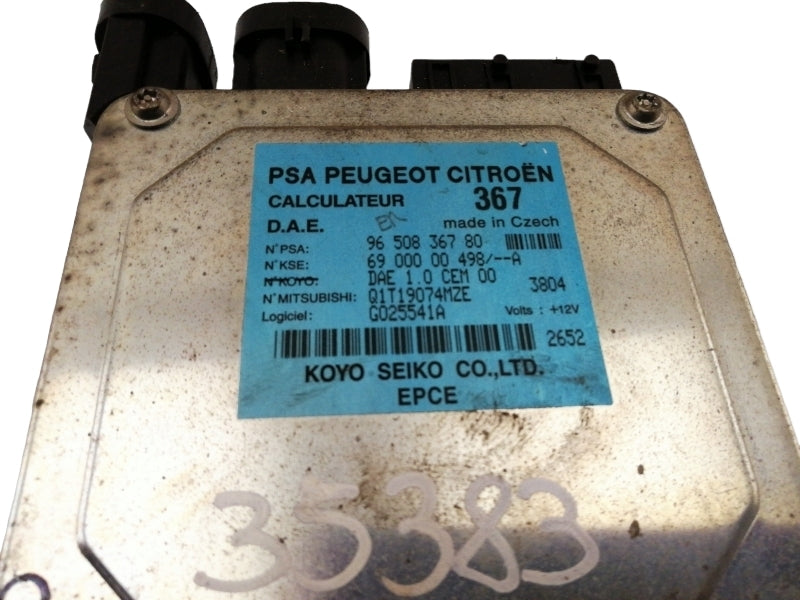 PSA PEUGEOT CITROËN
CALCULATEUR 367
D.A.E. made in Czech
N°PSA: 96 508 367 80
N°KSE: 69 000 00 498/--A
N°KOYO: DAE 1.0 CEM 00 3804
N°MITSUBISHI: Q1T19074MZE
Logiciel: G025541A Volts : +12V
2652
KOYO SEIKO CO.,LTD.
EPCE
35383